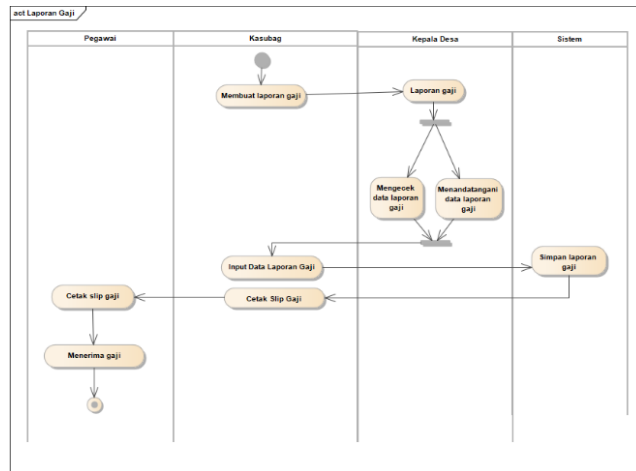 act Laporan Gaji
Pegawai
Kasubag
Kepala Desa
Sistem
Membuat laporan gaji
Laporan gaji
Mengecek
data laporan
gaji
Menandatangani
data laporan
gaji
Input Data Laporan Gaji
Simpan laporan
gaji
Cetak slip gaji
Cetak Slip Gaji
Menerima gaji